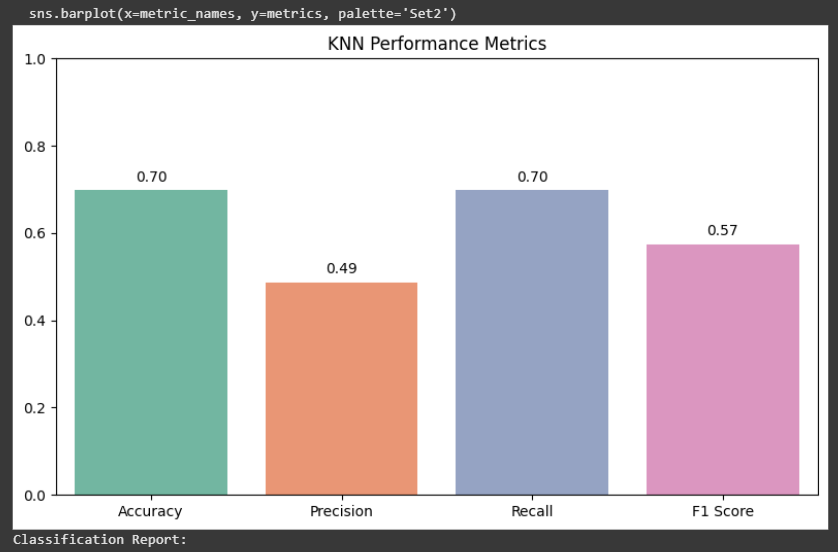 sns.barplot(x=metric_names, y=metrics, palette='Set2')
KNN Performance Metrics
1.0
0.8
0.6
0.4
0.2
0.0
0.70
0.49
0.70
0.57
Accuracy
Precision
Recall
F1 Score
Classification Report: